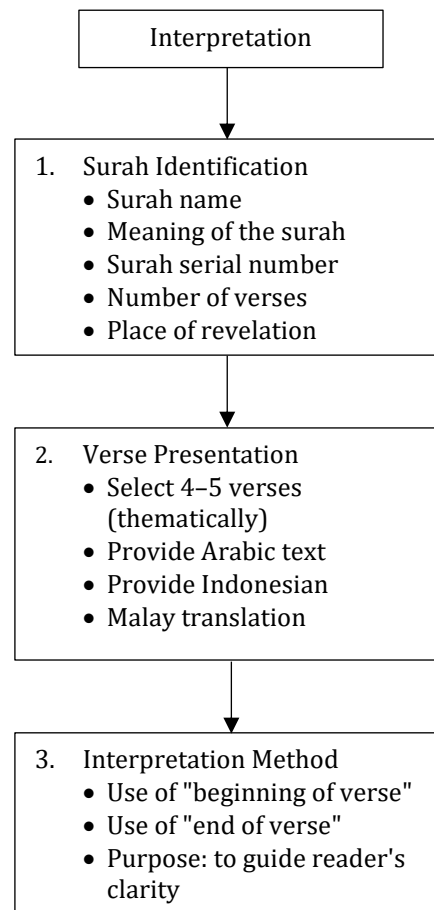 Interpretation
1. Surah Identification
• Surah name
• Meaning of the surah
• Surah serial number
• Number of verses
• Place of revelation
2. Verse Presentation
• Select 4–5 verses
(thematically)
• Provide Arabic text
• Provide Indonesian
• Malay translation
3. Interpretation Method
• Use of "beginning of verse"
• Use of "end of verse"
• Purpose: to guide reader's
clarity